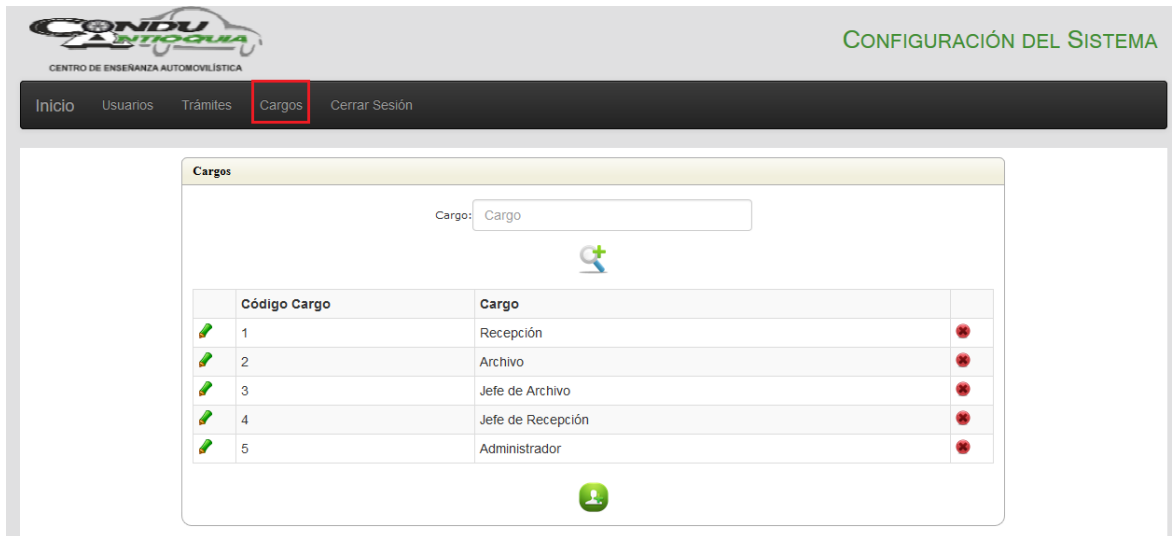 CONDU
ANTIOQUIA
CENTRO DE ENSEÑANZA AUTOMOVILÍSTICA
CONFIGURACIÓN DEL SISTEMA
Inicio Usuarios Trámites Cargos Cerrar Sesión
Cargos
Cargo: Cargo
Código Cargo Cargo
1 Recepción
2 Archivo
3 Jefe de Archivo
4 Jefe de Recepción
5 Administrador